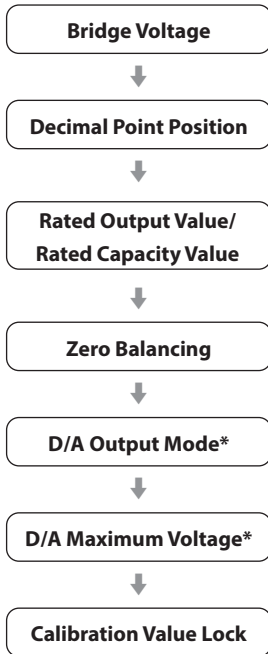 Bridge Voltage
Decimal Point Position
Rated Output Value/
Rated Capacity Value
Zero Balancing
D/A Output Mode*
D/A Maximum Voltage*
Calibration Value Lock